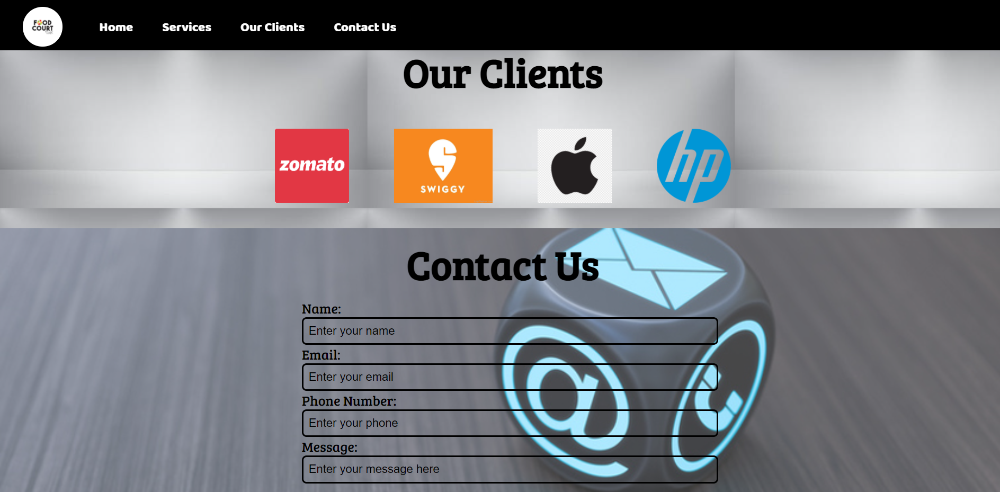 FOOD
COURT
Home Services Our Clients Contact Us
Our Clients
zomato
SWIGGY
hp
Contact Us
Name:
Enter your name
Email:
Enter your email
Phone Number:
Enter your phone
Message:
Enter your message here